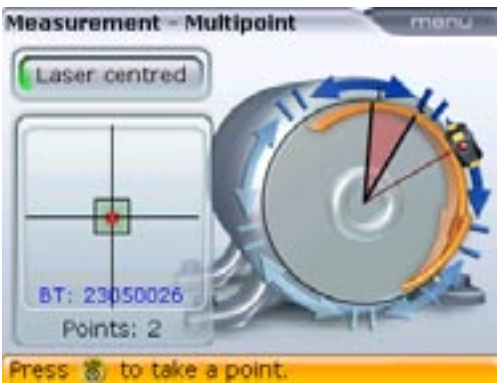 Measurement - Multipoint
menu
Laser centred
BT: 23050026
Points: 2
Press to take a point.